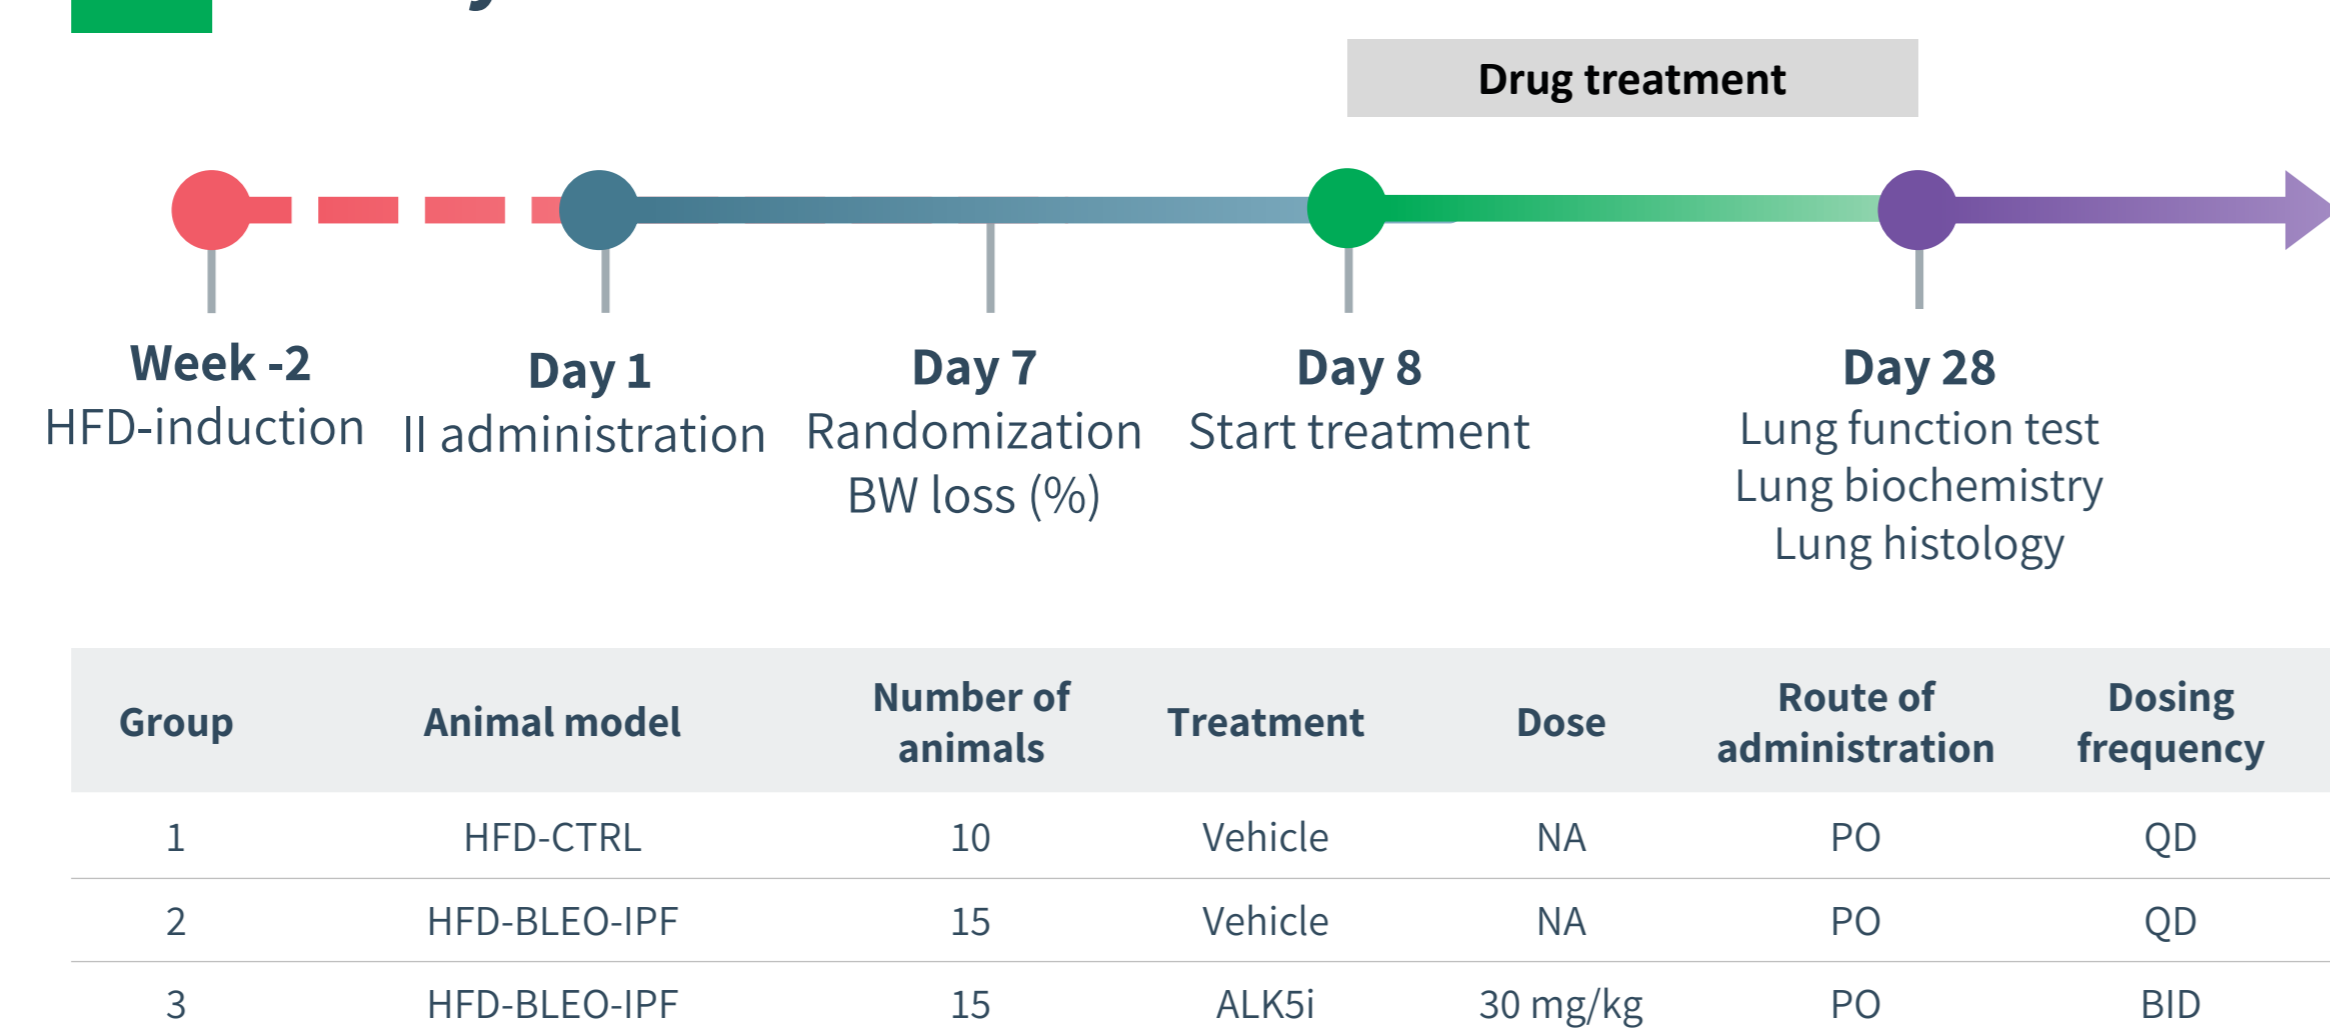 Drug treatment
Week -2
HFD-induction
Day 1
II administration
Day 7
Randomization
BW loss (%)
Day 8
Start treatment
Day 28
Lung function test
Lung biochemistry
Lung histology
Group Animal model Number of animals Treatment Dose Route of administration Dosing frequency
1 HFD-CTRL 10 Vehicle NA PO QD
2 HFD-BLEO-IPF 15 Vehicle NA PO QD
3 HFD-BLEO-IPF 15 ALK5i 30 mg/kg PO BID